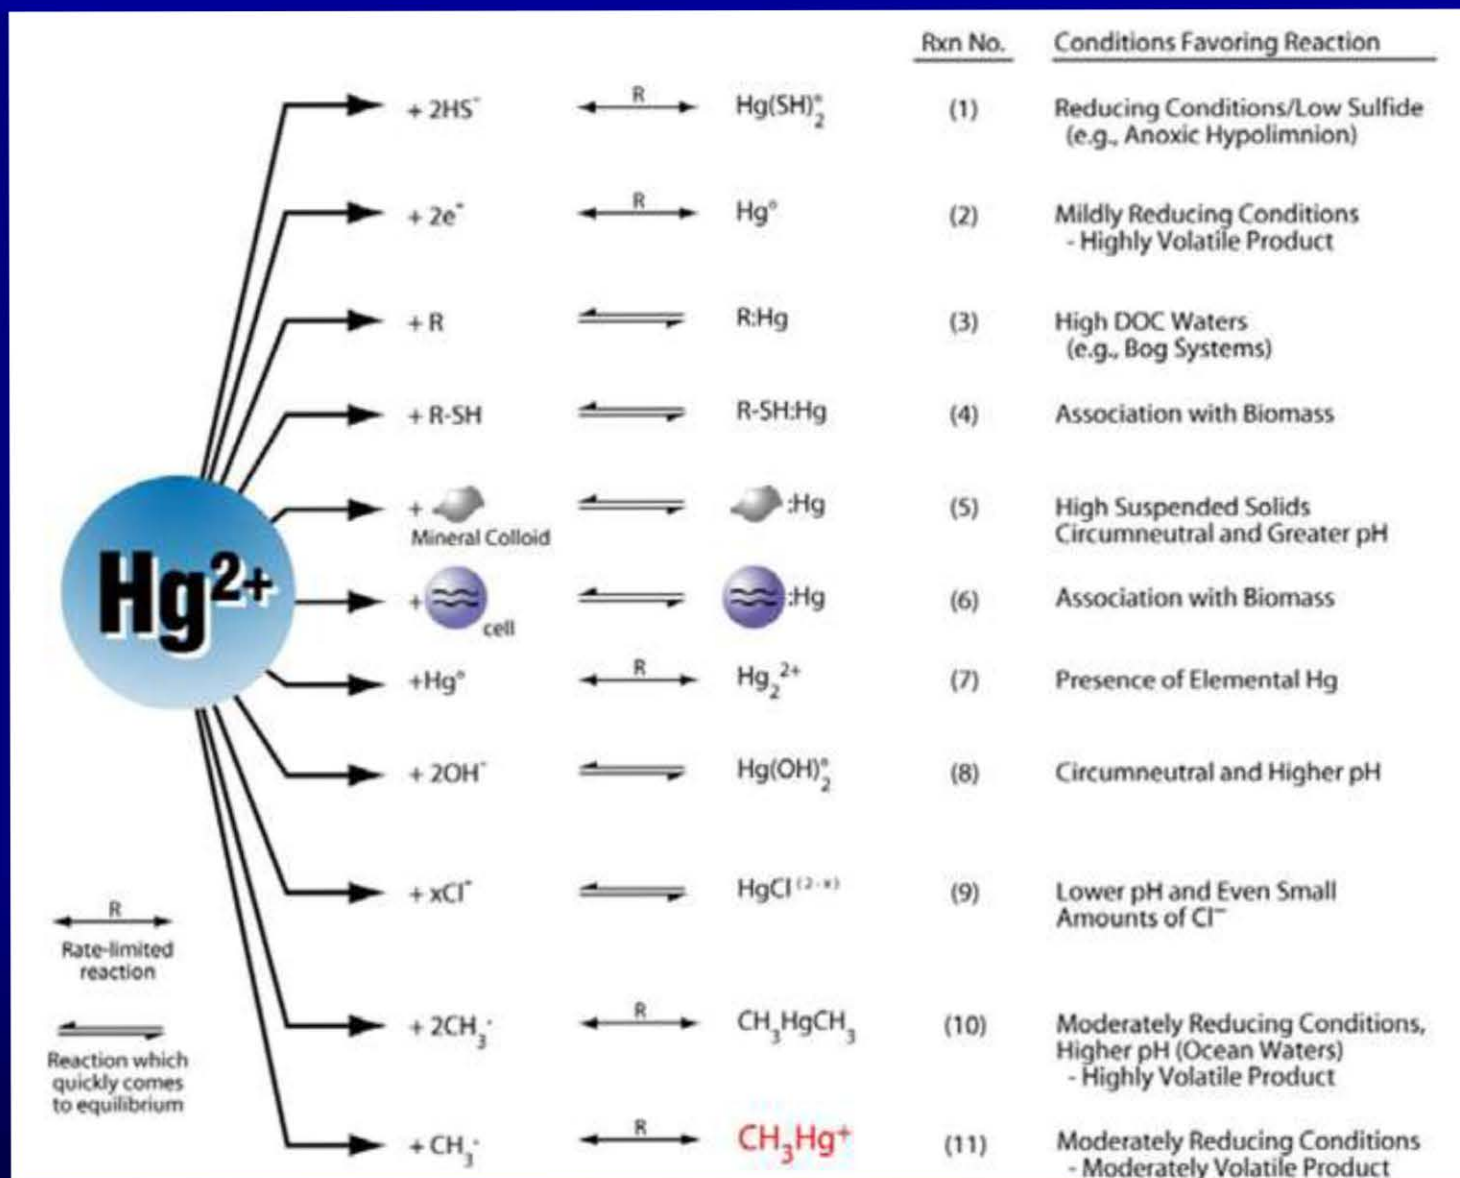 Rxn No. Conditions Favoring Reaction
+ 2HS⁻ R Hg(SH)₂° (1) Reducing Conditions/Low Sulfide
(e.g., Anoxic Hypolimnion)
+ 2e⁻ R Hg° (2) Mildly Reducing Conditions
- Highly Volatile Product
+ R R:Hg (3) High DOC Waters
(e.g., Bog Systems)
+ R-SH R-SH:Hg (4) Association with Biomass
+ :Hg (5) High Suspended Solids
Mineral Colloid Circumneutral and Greater pH
Hg²⁺
+ :Hg (6) Association with Biomass
cell
+Hg° R Hg₂²⁺ (7) Presence of Elemental Hg
+ 2OH⁻ Hg(OH)₂° (8) Circumneutral and Higher pH
+ xCl⁻ HgCl⁽²⁻ˣ⁾ (9) Lower pH and Even Small
Amounts of Cl⁻
R
Rate-limited
reaction
+ 2CH₃· R CH₃HgCH₃ (10) Moderately Reducing Conditions,
Higher pH (Ocean Waters)
- Highly Volatile Product
Reaction which
quickly comes
to equilibrium
+ CH₃· R CH₃Hg⁺ (11) Moderately Reducing Conditions
- Moderately Volatile Product